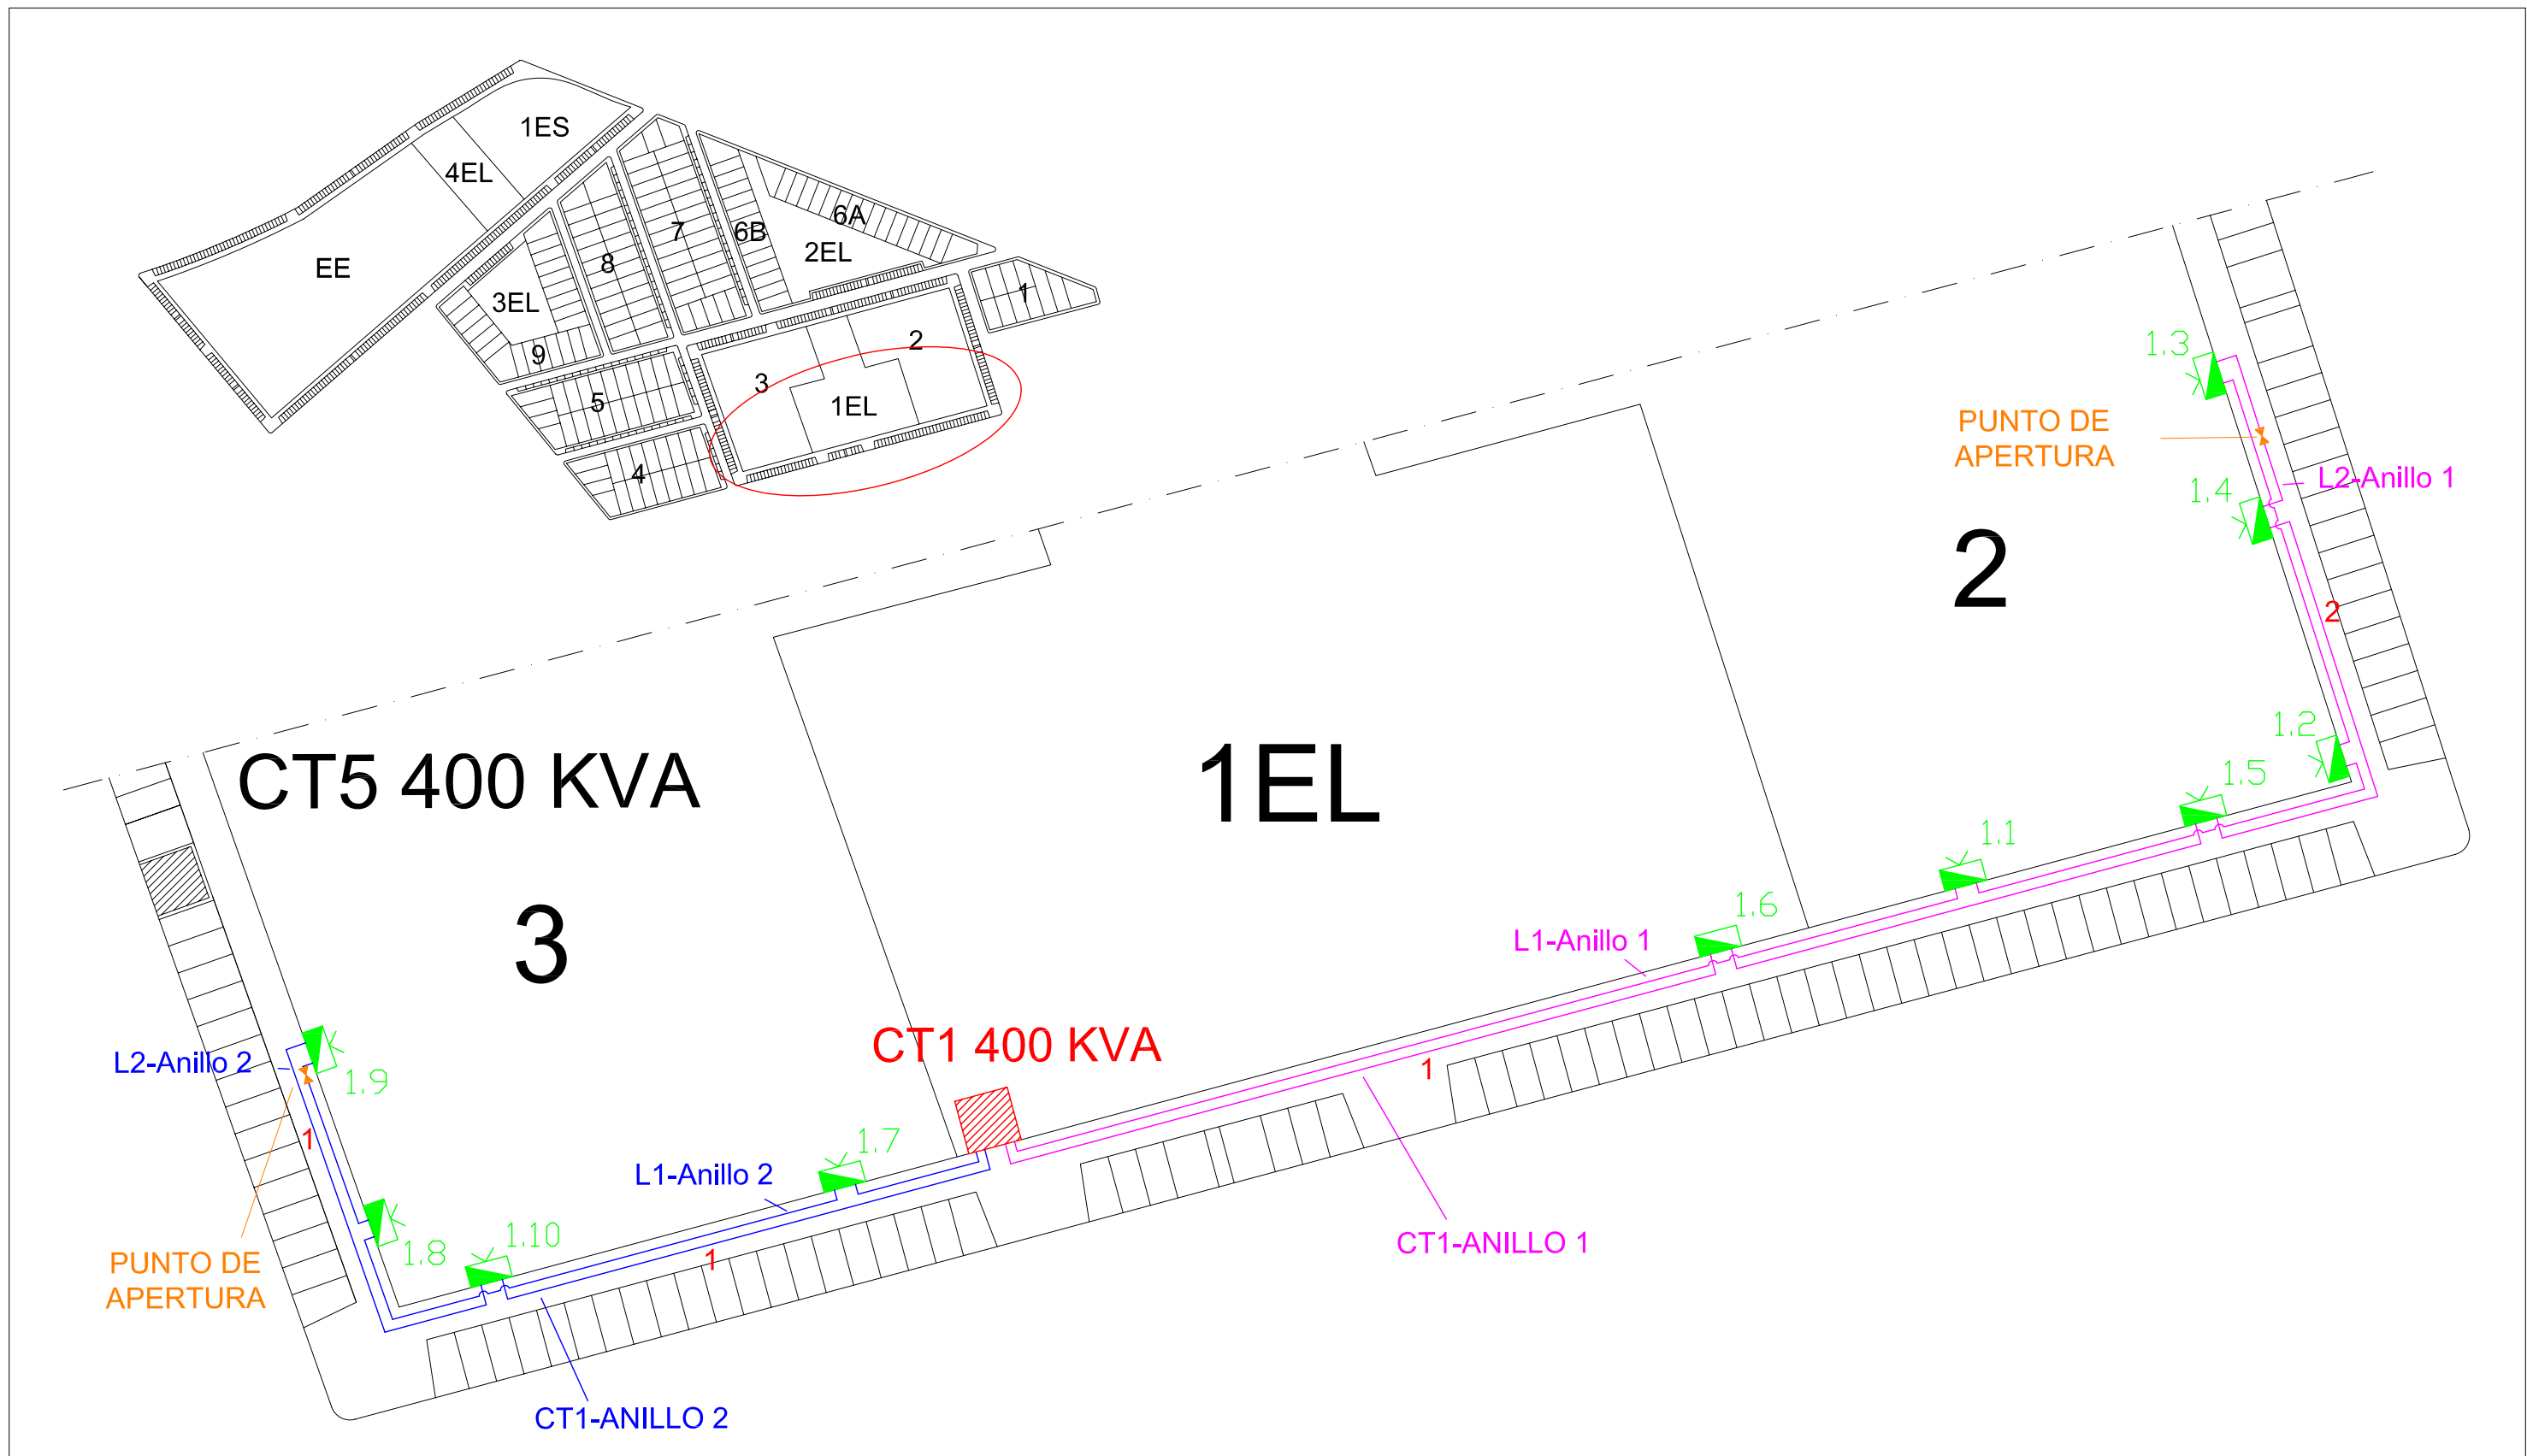 1ES
4EL
EE
7
6B
6A
2EL
8
3EL
1
9
2
3
5
1EL
4
1.3
PUNTO DE
APERTURA
L2-Anillo 1
1.4
2
2
1.2
1.5
CT5 400 KVA
1EL
1.1
1.6
L1-Anillo 1
3
CT1 400 KVA
1
L2-Anillo 2
1.9
1
1.7
L1-Anillo 2
CT1-ANILLO 1
1.8
1.10
1
PUNTO DE
APERTURA
CT1-ANILLO 2